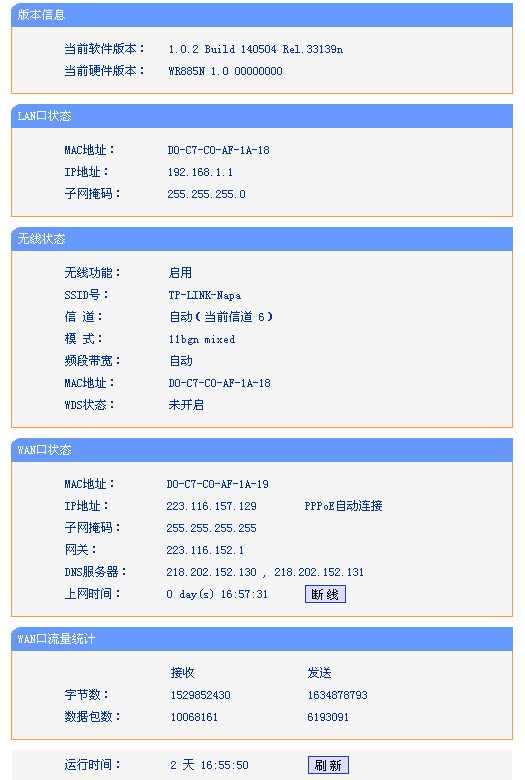 版本信息
当前软件版本： 1.0.2 Build 140504 Rel.33139n
当前硬件版本： WR885N 1.0 00000000
LAN口状态
MAC地址： D0-C7-C0-AF-1A-18
IP地址： 192.168.1.1
子网掩码： 255.255.255.0
无线状态
无线功能： 启用
SSID号： TP-LINK-Napa
信 道： 自动（当前信道 6）
模 式： 11bgn mixed
频段带宽： 自动
MAC地址： D0-C7-C0-AF-1A-18
WDS状态： 未开启
WAN口状态
MAC地址： D0-C7-C0-AF-1A-19
IP地址： 223.116.157.129 PPPoE自动连接
子网掩码： 255.255.255.255
网关： 223.116.152.1
DNS服务器： 218.202.152.130 , 218.202.152.131
上网时间： 0 day(s) 16:57:31 断线
WAN口流量统计
接收 发送
字节数： 1529852430 1634878793
数据包数： 10068161 6193091
运行时间： 2 天 16:55:50 刷新